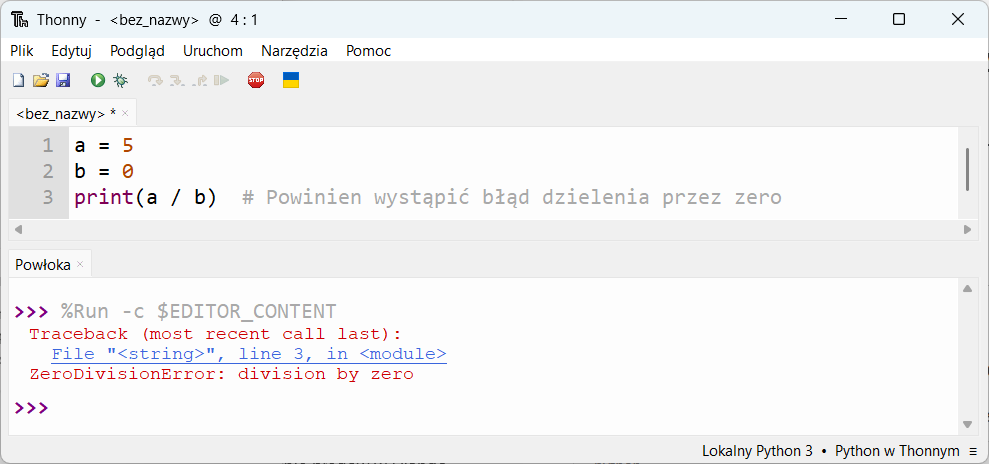 Thonny - <bez_nazwy> @ 4 : 1
Plik Edytuj Podgląd Uruchom Narzędzia Pomoc
STOP
<bez_nazwy> *
1 a = 5
2 b = 0
3 print(a / b)  # Powinien wystąpić błąd dzielenia przez zero
Powłoka
>>> %Run -c $EDITOR_CONTENT
Traceback (most recent call last):
File "<string>", line 3, in <module>
ZeroDivisionError: division by zero
>>>
Lokalny Python 3 • Python w Thonnym ≡